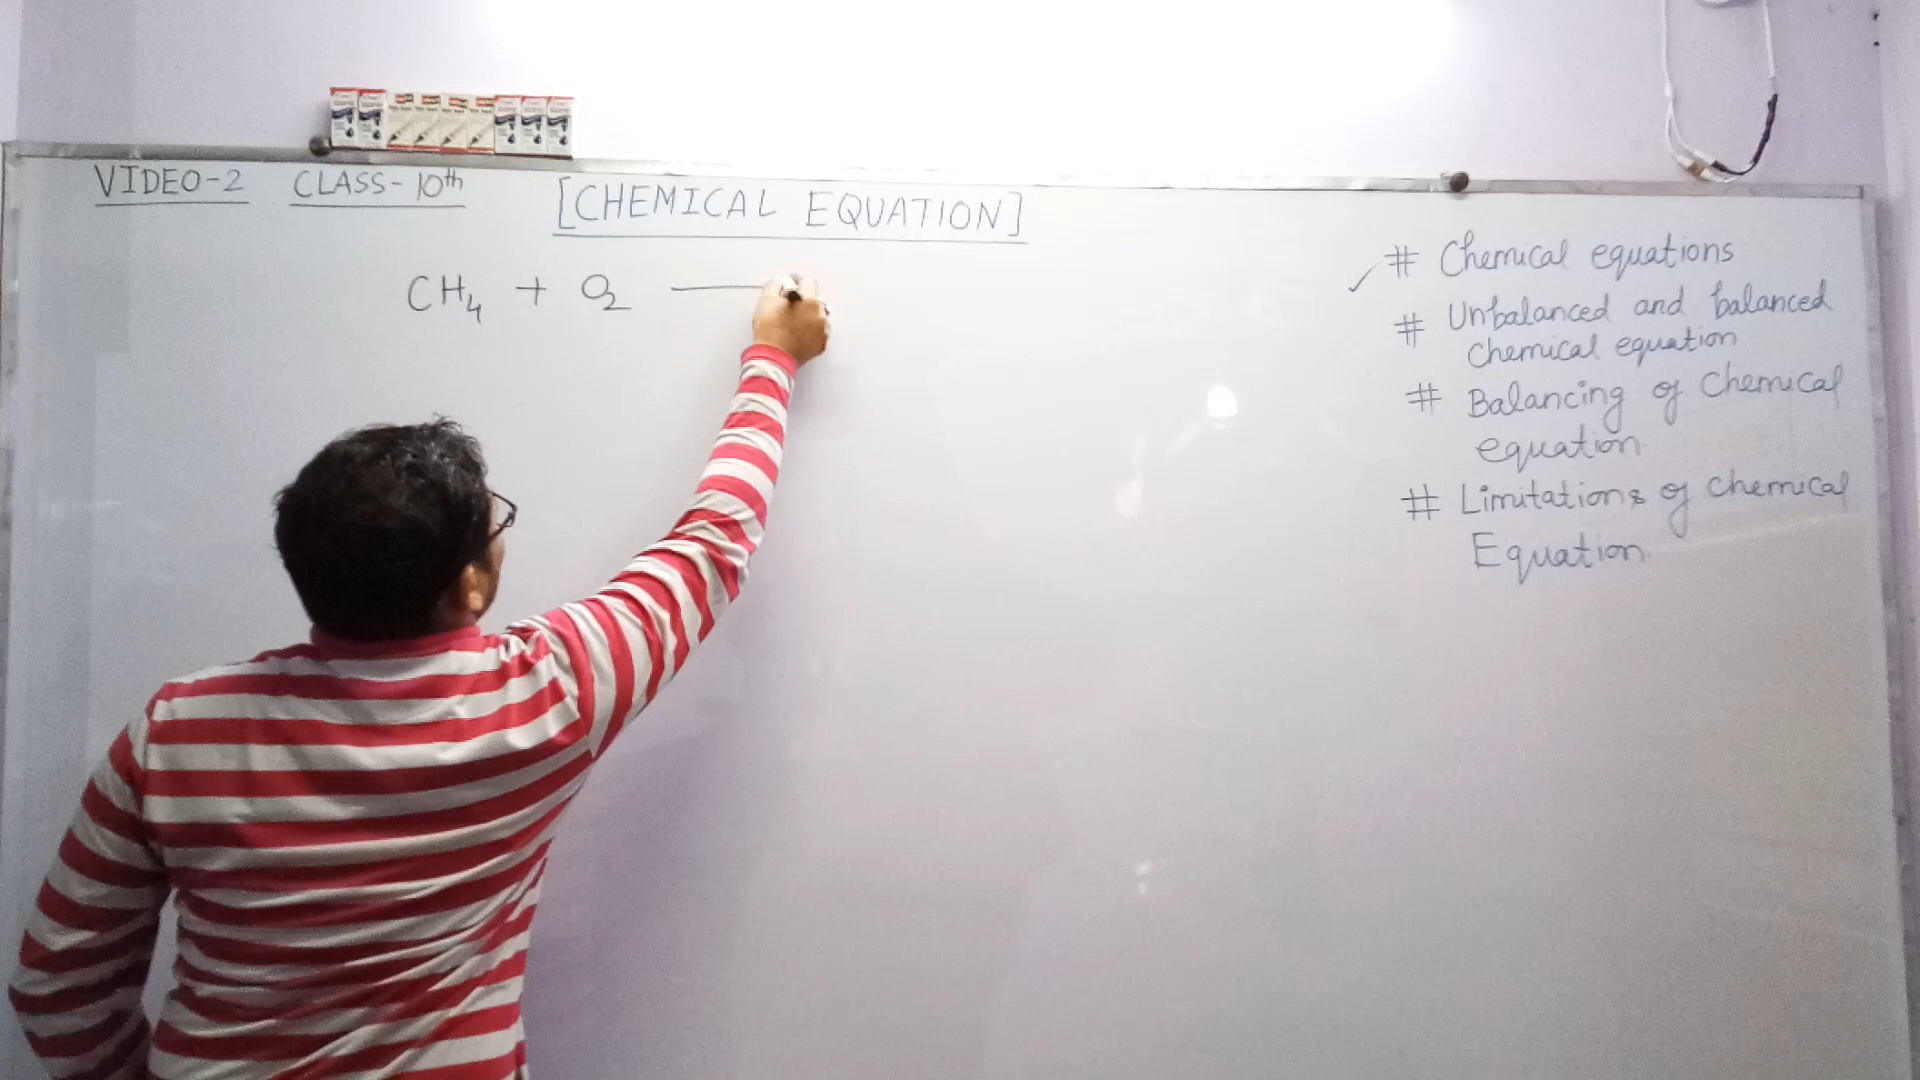 VIDEO-2 CLASS-10th [CHEMICAL EQUATION]
CH4 + O2
# Chemical equations
# Unbalanced and balanced
chemical equation
# Balancing of chemical
equation.
# Limitations of chemical
Equation.